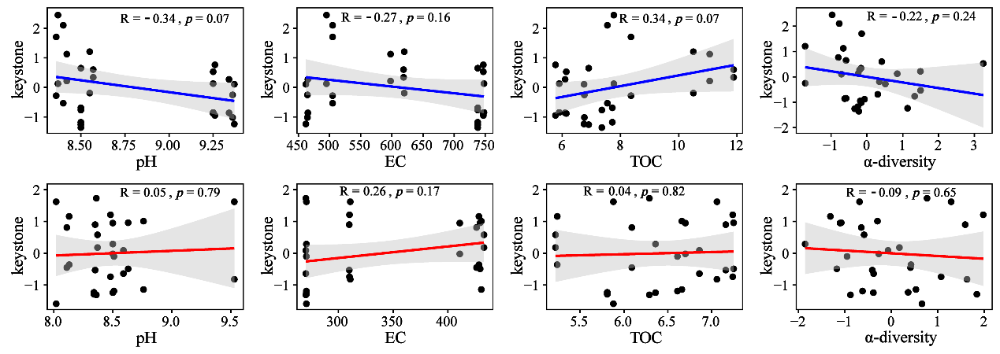 R = −0.34 , p = 0.07
keystone
2
1
0
−1
8.50
8.75
9.00
9.25
pH
R = −0.27 , p = 0.16
keystone
2
1
0
−1
450
500
550
600
650
700
750
EC
R = 0.34 , p = 0.07
keystone
2
1
0
−1
6
8
10
12
TOC
R = −0.22 , p = 0.24
keystone
2
1
0
−1
−2
−1
0
1
2
3
α-diversity
R = 0.05 , p = 0.79
keystone
2
1
0
−1
8.0
8.5
9.0
9.5
pH
R = 0.26 , p = 0.17
keystone
2
1
0
−1
300
400
EC
R = 0.04 , p = 0.82
keystone
2
1
0
−1
5.5
6.0
6.5
7.0
TOC
R = −0.09 , p = 0.65
keystone
2
1
0
−1
−2
−1
0
1
2
α-diversity